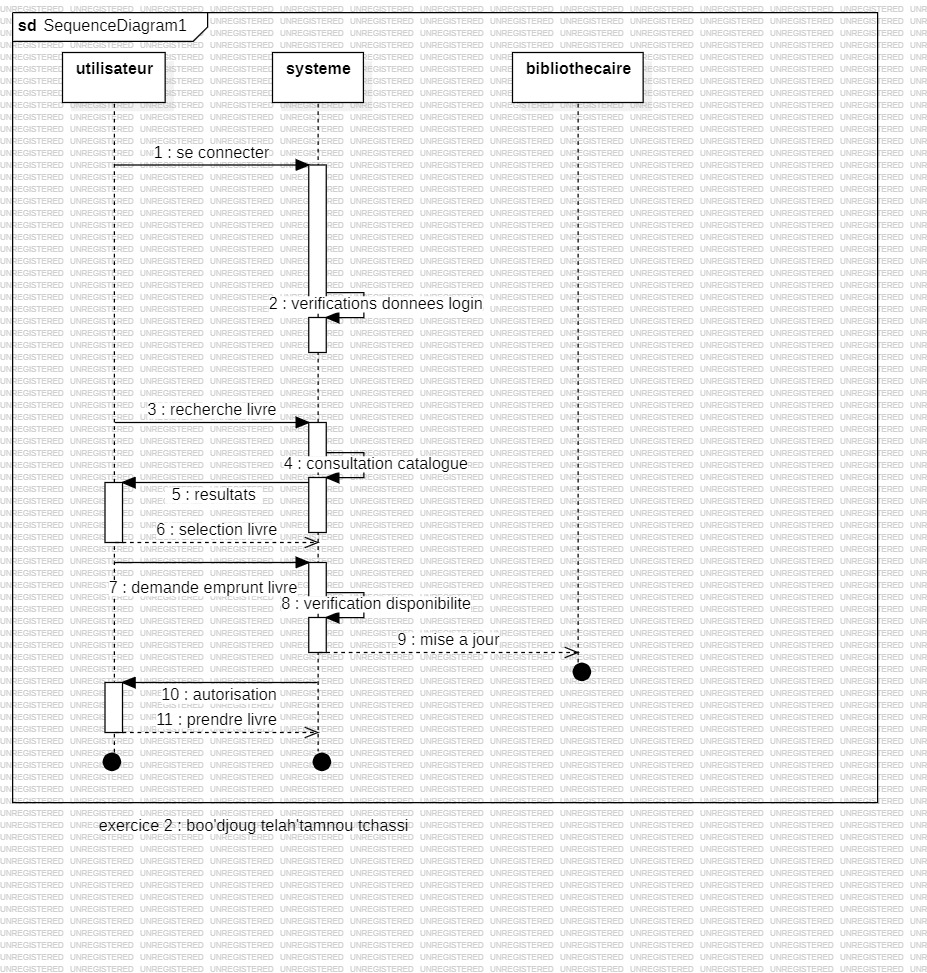 sd SequenceDiagram1
utilisateur
systeme
bibliothecaire
1 : se connecter
2 : verifications donnees login
3 : recherche livre
4 : consultation catalogue
5 : resultats
6 : selection livre
7 : demande emprunt livre
8 : verification disponibilite
9 : mise a jour
10 : autorisation
11 : prendre livre
exercice 2 : boo'djoug telah'tamnou tchassi
UNREGISTERED